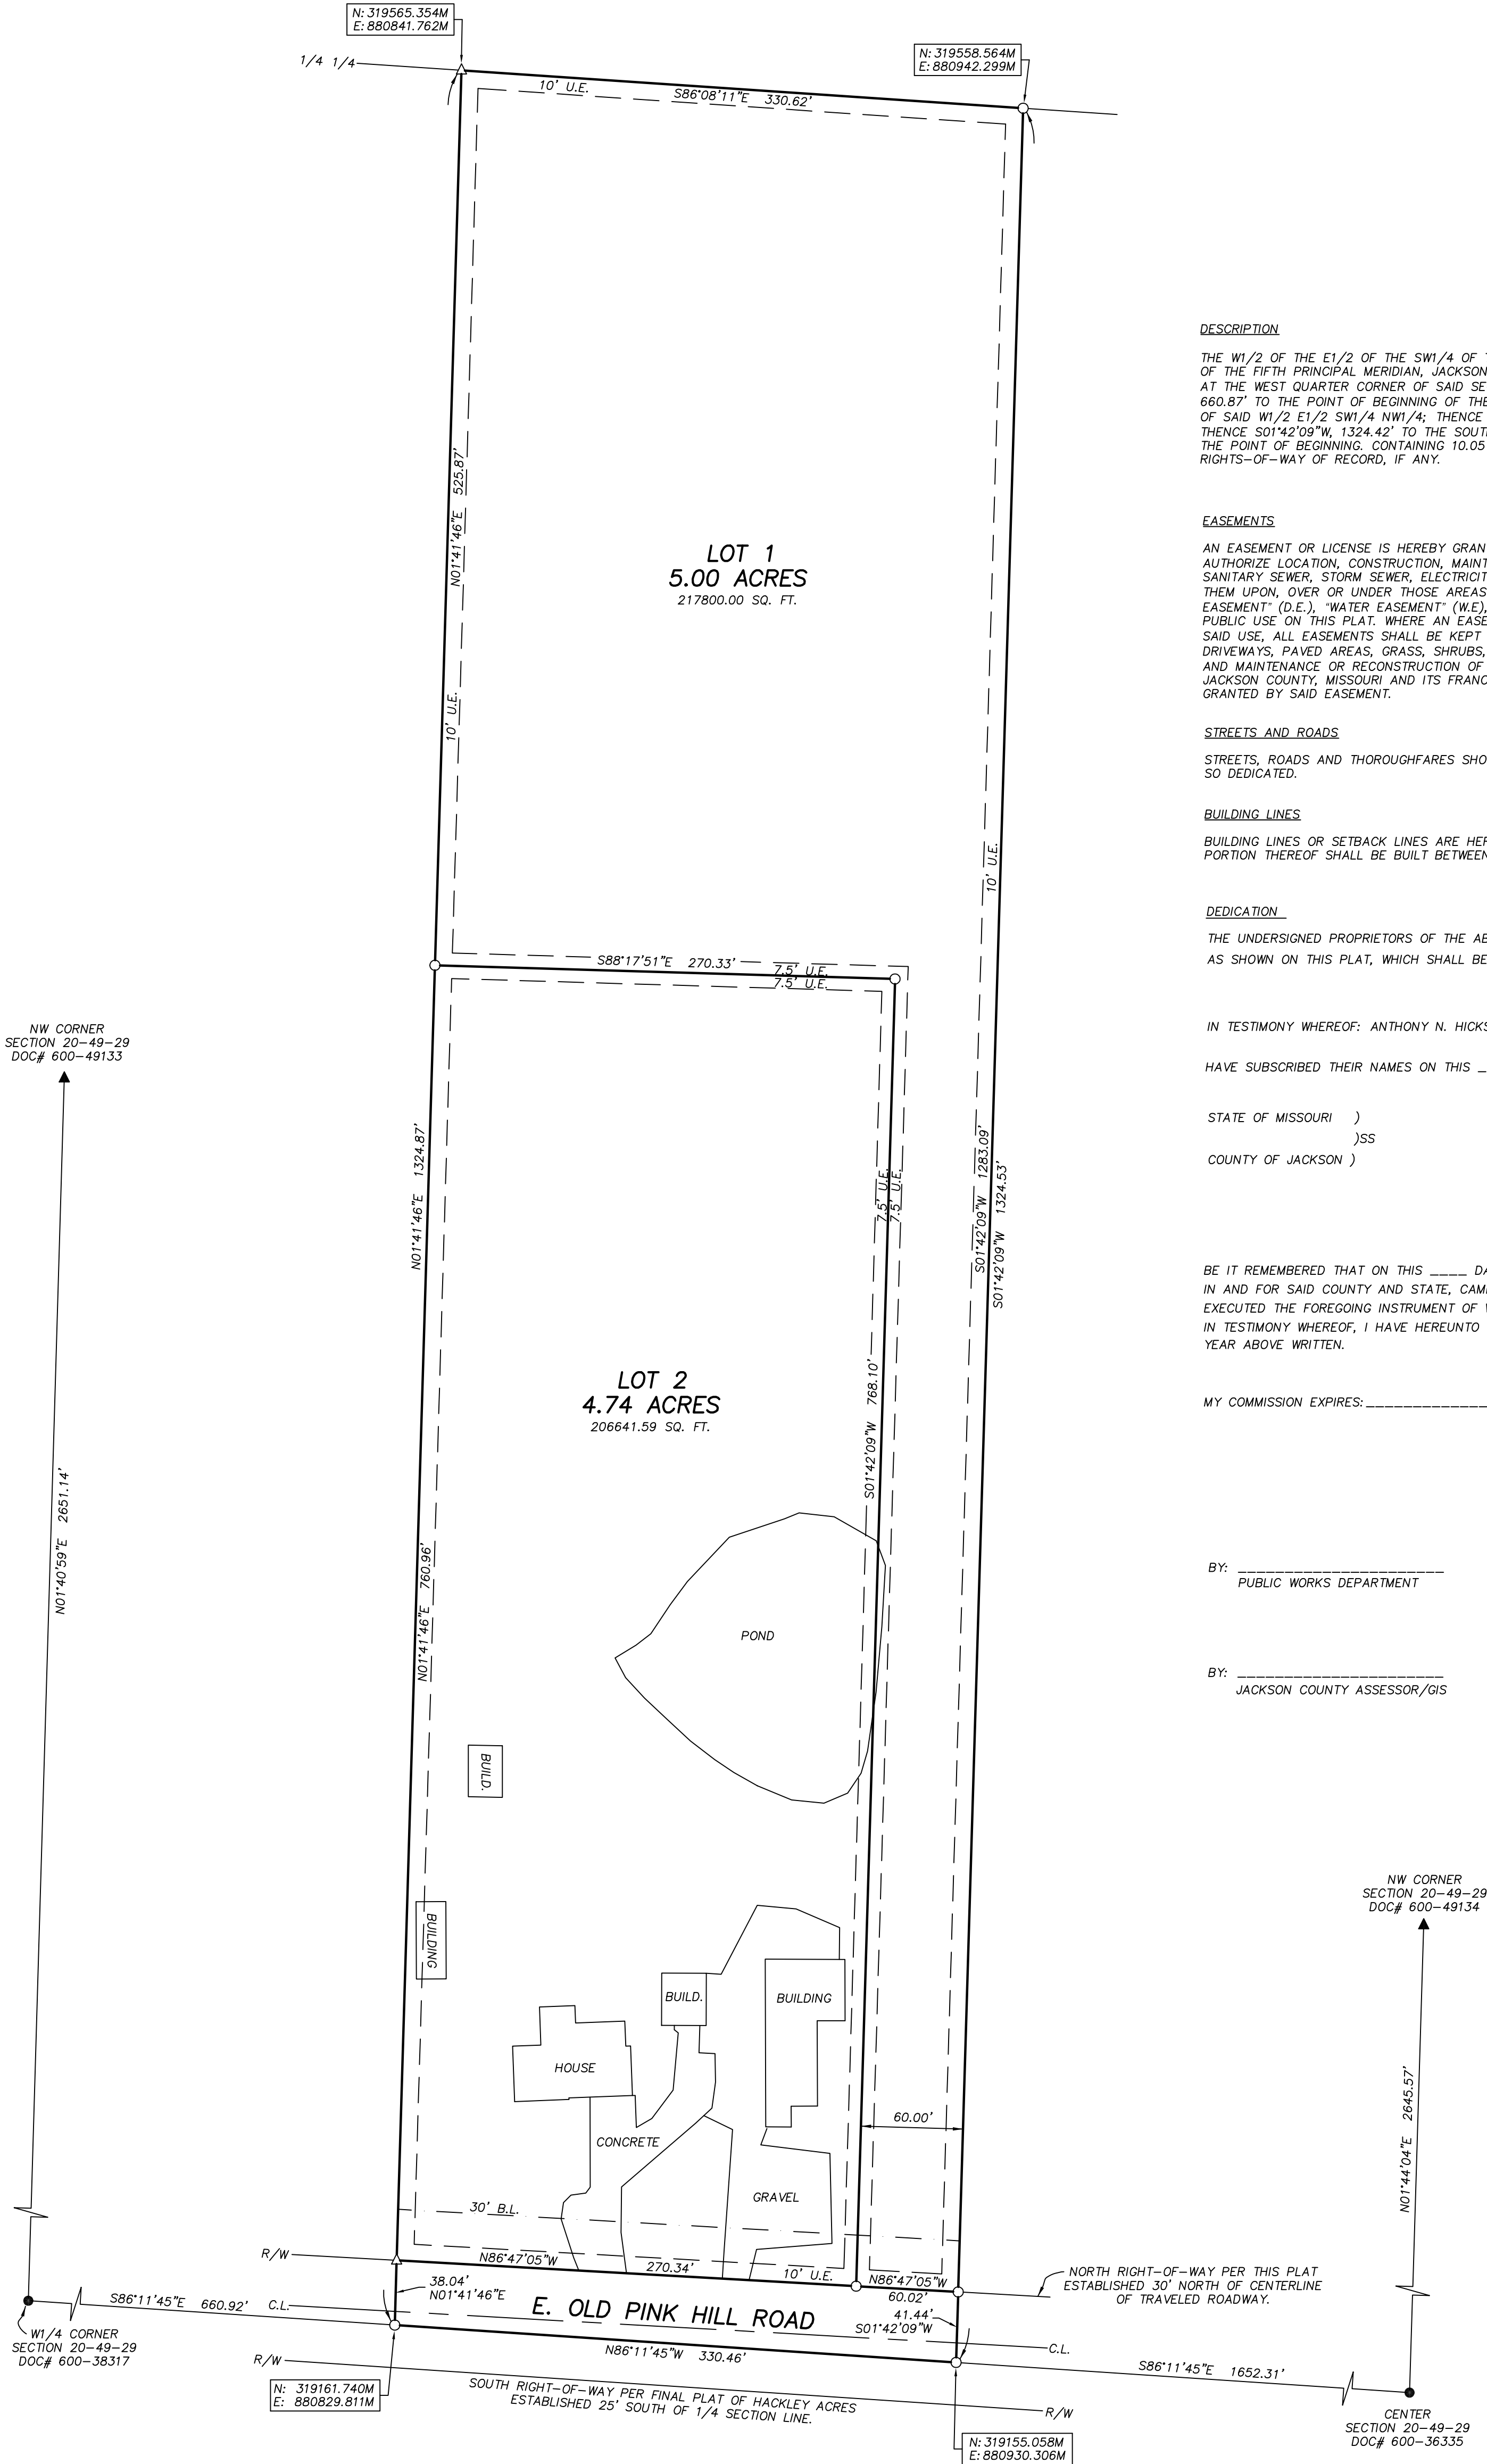 N: 319565.354M
E: 880841.762M
1/4 1/4
N: 319558.564M
E: 880942.299M
10' U.E.
S86°08'11"E 330.62'
N01°41'46"E 525.87'
LOT 1
5.00 ACRES
217800.00 SQ. FT.
10' U.E.
10' U.E.
S88°17'51"E 270.33'
7.5' U.E.
7.5' U.E.
NW CORNER
SECTION 20-49-29
DOC# 600-49133
N01°41'46"E 1324.87'
7.5' U.E.
7.5' U.E.
S01°42'09"W 1283.09'
S01°42'09"W 1324.53'
LOT 2
4.74 ACRES
206641.59 SQ. FT.
S01°42'09"W 768.10'
N01°40'59"E 2651.14'
N01°41'46"E 760.96'
POND
BUILD.
BUILDING
BUILD.
BUILDING
HOUSE
CONCRETE
GRAVEL
60.00'
30' B.L.
R/W
N86°47'05"W 270.34'
10' U.E.
N86°47'05"W
60.02'
38.04'
N01°41'46"E
E. OLD PINK HILL ROAD
41.44'
S01°42'09"W
S86°11'45"E 660.92'
C.L.
C.L.
W1/4 CORNER
SECTION 20-49-29
DOC# 600-38317
N86°11'45"W 330.46'
R/W
SOUTH RIGHT-OF-WAY PER FINAL PLAT OF HACKLEY ACRES
ESTABLISHED 25' SOUTH OF 1/4 SECTION LINE.
R/W
N: 319161.740M
E: 880829.811M
N: 319155.058M
E: 880930.306M
NORTH RIGHT-OF-WAY PER THIS PLAT
ESTABLISHED 30' NORTH OF CENTERLINE
OF TRAVELED ROADWAY.
S86°11'45"E 1652.31'
NW CORNER
SECTION 20-49-29
DOC# 600-49134
N01°44'04"E 2645.57'
CENTER
SECTION 20-49-29
DOC# 600-36335
DESCRIPTION
THE W1/2 OF THE E1/2 OF THE SW1/4 OF
OF THE FIFTH PRINCIPAL MERIDIAN, JACKSON
AT THE WEST QUARTER CORNER OF SAID SE
660.87' TO THE POINT OF BEGINNING OF THE
OF SAID W1/2 E1/2 SW1/4 NW1/4; THENCE
THENCE S01°42'09"W, 1324.42' TO THE SOUT
THE POINT OF BEGINNING. CONTAINING 10.05
RIGHTS-OF-WAY OF RECORD, IF ANY.
EASEMENTS
AN EASEMENT OR LICENSE IS HEREBY GRAN
AUTHORIZE LOCATION, CONSTRUCTION, MAINT
SANITARY SEWER, STORM SEWER, ELECTRICIT
THEM UPON, OVER OR UNDER THOSE AREAS
EASEMENT" (D.E.), "WATER EASEMENT" (W.E),
PUBLIC USE ON THIS PLAT. WHERE AN EASE
SAID USE, ALL EASEMENTS SHALL BE KEPT
DRIVEWAYS, PAVED AREAS, GRASS, SHRUBS,
AND MAINTENANCE OR RECONSTRUCTION OF
JACKSON COUNTY, MISSOURI AND ITS FRANC
GRANTED BY SAID EASEMENT.
STREETS AND ROADS
STREETS, ROADS AND THOROUGHFARES SHO
SO DEDICATED.
BUILDING LINES
BUILDING LINES OR SETBACK LINES ARE HER
PORTION THEREOF SHALL BE BUILT BETWEEN
DEDICATION
THE UNDERSIGNED PROPRIETORS OF THE AB
AS SHOWN ON THIS PLAT, WHICH SHALL BE
IN TESTIMONY WHEREOF: ANTHONY N. HICKS
HAVE SUBSCRIBED THEIR NAMES ON THIS _
STATE OF MISSOURI )
)SS
COUNTY OF JACKSON )
BE IT REMEMBERED THAT ON THIS ____ DA
IN AND FOR SAID COUNTY AND STATE, CAM
EXECUTED THE FOREGOING INSTRUMENT OF
IN TESTIMONY WHEREOF, I HAVE HEREUNTO
YEAR ABOVE WRITTEN.
MY COMMISSION EXPIRES: _____________
BY: ______________________
PUBLIC WORKS DEPARTMENT
BY: ______________________
JACKSON COUNTY ASSESSOR/GIS